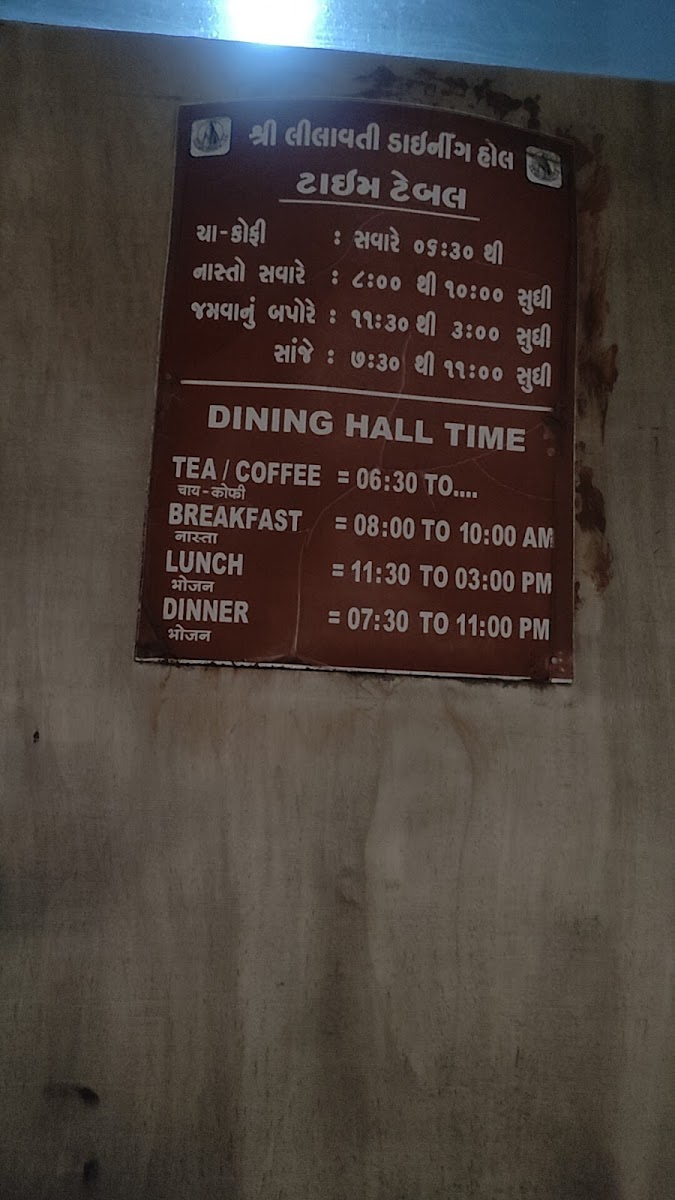 શ્રી લીલાવતી ડાઇનીંગ હોલ
ટાઇમ ટેબલ
ચા-કોફી : સવારે ૦૬:૩૦ થી
નાસ્તો સવારે : ૮:૦૦ થી ૧૦:૦૦ સુધી
જમવાનું બપોરે : ૧૧:૩૦ થી ૩:૦૦ સુધી
સાંજે : ૭:૩૦ થી ૧૧:૦૦ સુધી
DINING HALL TIME
TEA / COFFEE = 06:30 TO....
चाय-कोफी
BREAKFAST = 08:00 TO 10:00 AM
नास्ता
LUNCH = 11:30 TO 03:00 PM
भोजन
DINNER = 07:30 TO 11:00 PM
भोजन